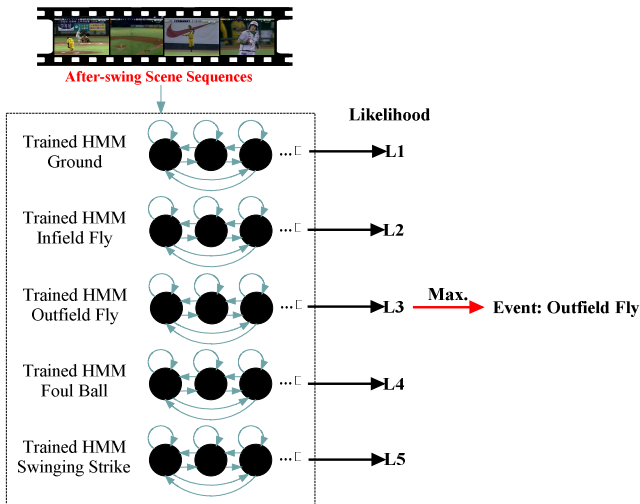 After-swing Scene Sequences
Likelihood
Trained HMM
Ground
...
L1
Trained HMM
Infield Fly
...
L2
Trained HMM
Outfield Fly
...
L3
Max.
Event: Outfield Fly
Trained HMM
Foul Ball
...
L4
Trained HMM
Swinging Strike
...
L5